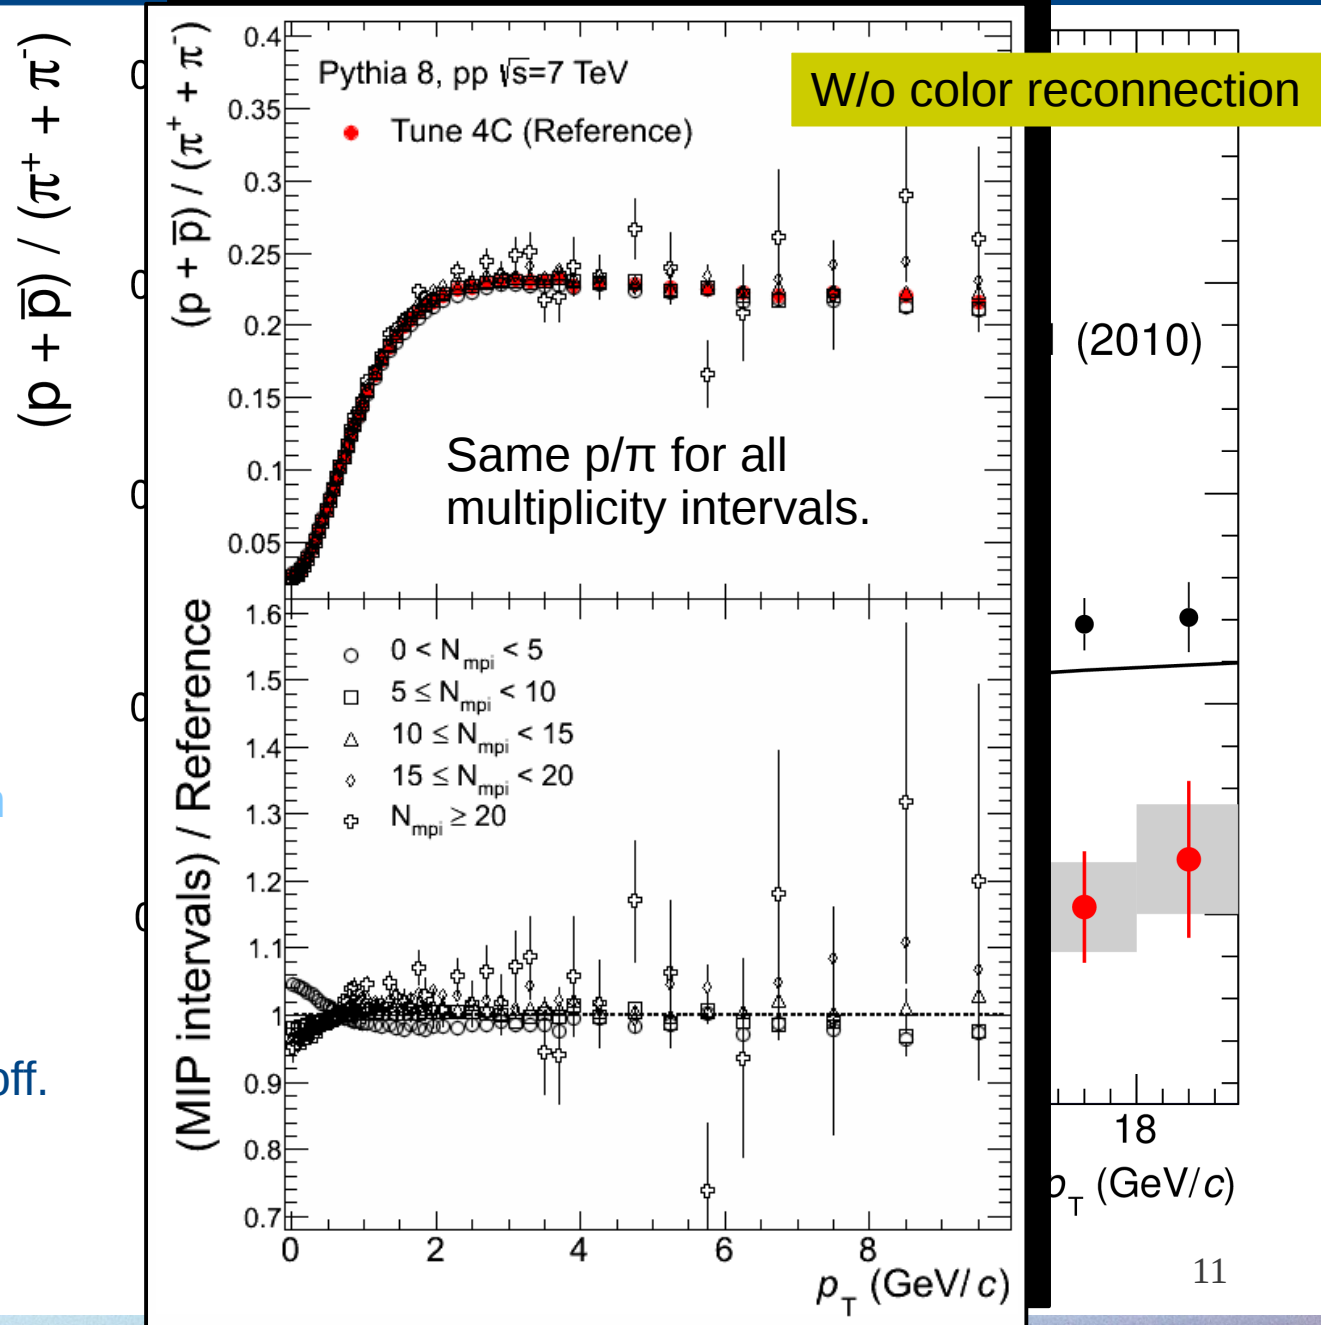 (p + p̅) / (π⁺ + π⁻)
(p + p̅) / (π⁺ + π⁻)
0.4
0.35
0.3
0.25
0.2
0.15
0.1
0.05
Pythia 8, pp √s=7 TeV
Tune 4C (Reference)
W/o color reconnection
(2010)
Same p/π for all
multiplicity intervals.
(MIP intervals) / Reference
1.6
1.5
1.4
1.3
1.2
1.1
1
0.9
0.8
0.7
0 < N_mpi < 5
5 ≤ N_mpi < 10
10 ≤ N_mpi < 15
15 ≤ N_mpi < 20
N_mpi ≥ 20
off.
0 2 4 6 8
p_T (GeV/c)
18
p_T (GeV/c)
11